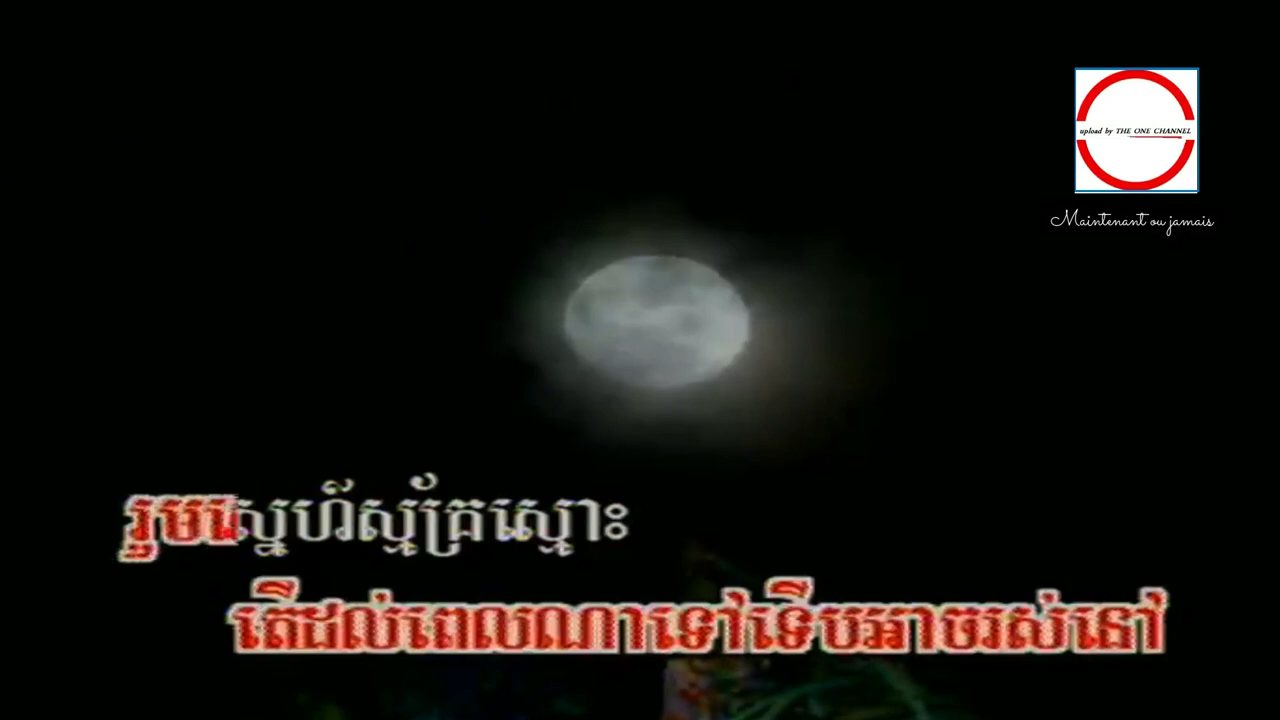 upload by THE ONE CHANNEL
Maintenant ou jamais
រួមស្នេហ៍ស្ម័គ្រស្មោះ
តើដល់ពេលណាទៅទើបអាចរស់នៅ